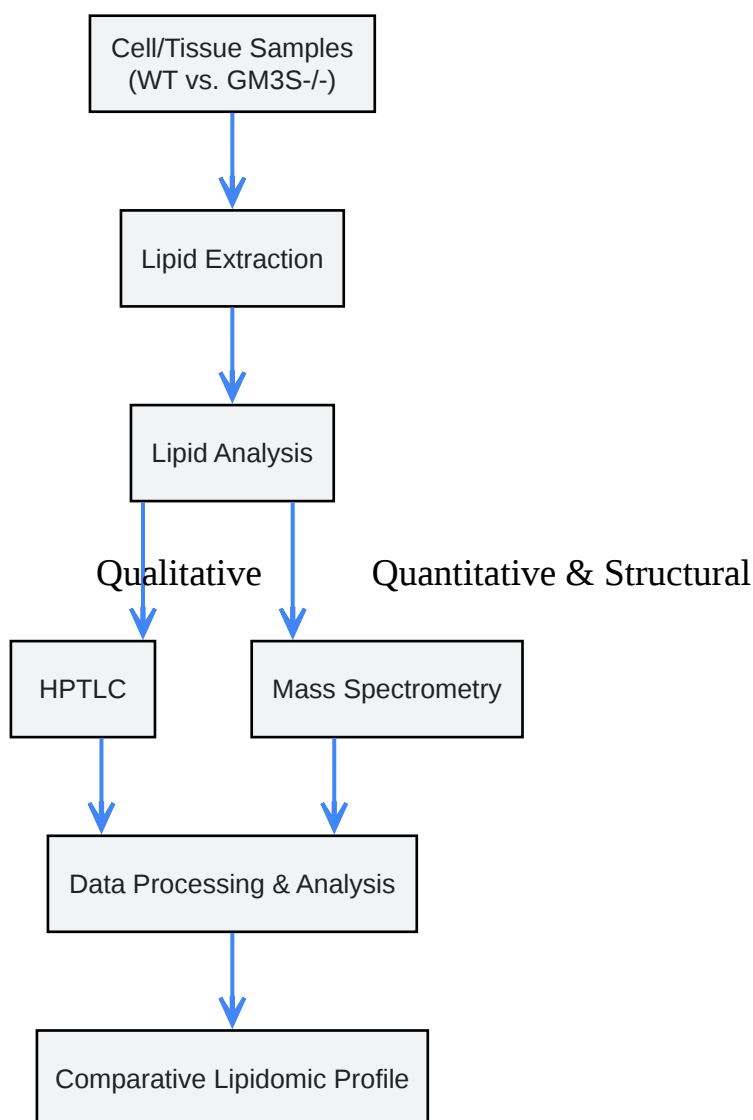 Cell/Tissue Samples
(WT vs. GM3S-/-)
Lipid Extraction
Lipid Analysis
Qualitative
Quantitative & Structural
HPTLC
Mass Spectrometry
Data Processing & Analysis
Comparative Lipidomic Profile